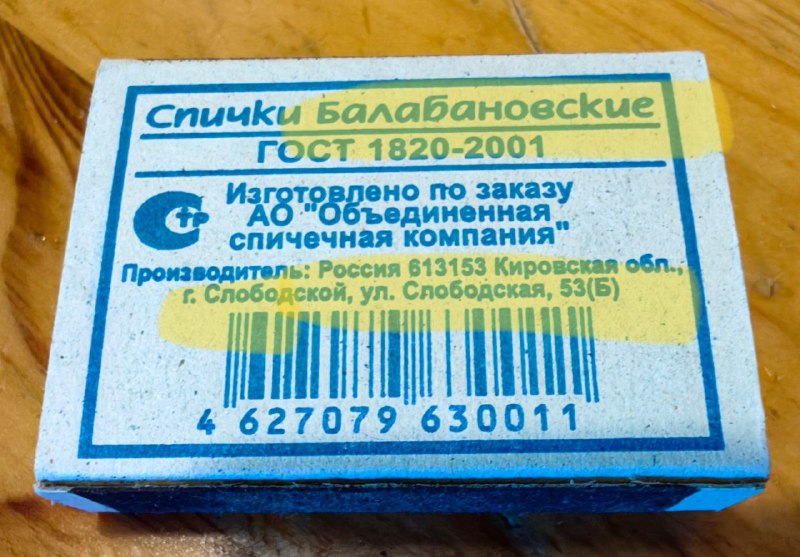 Спички Балабановские
ГОСТ 1820-2001
СТР
Изготовлено по заказу
АО "Объединенная
спичечная компания"
Производитель: Россия 613153 Кировская обл.,
г. Слободской, ул. Слободская, 53(Б)
4 627079 630011